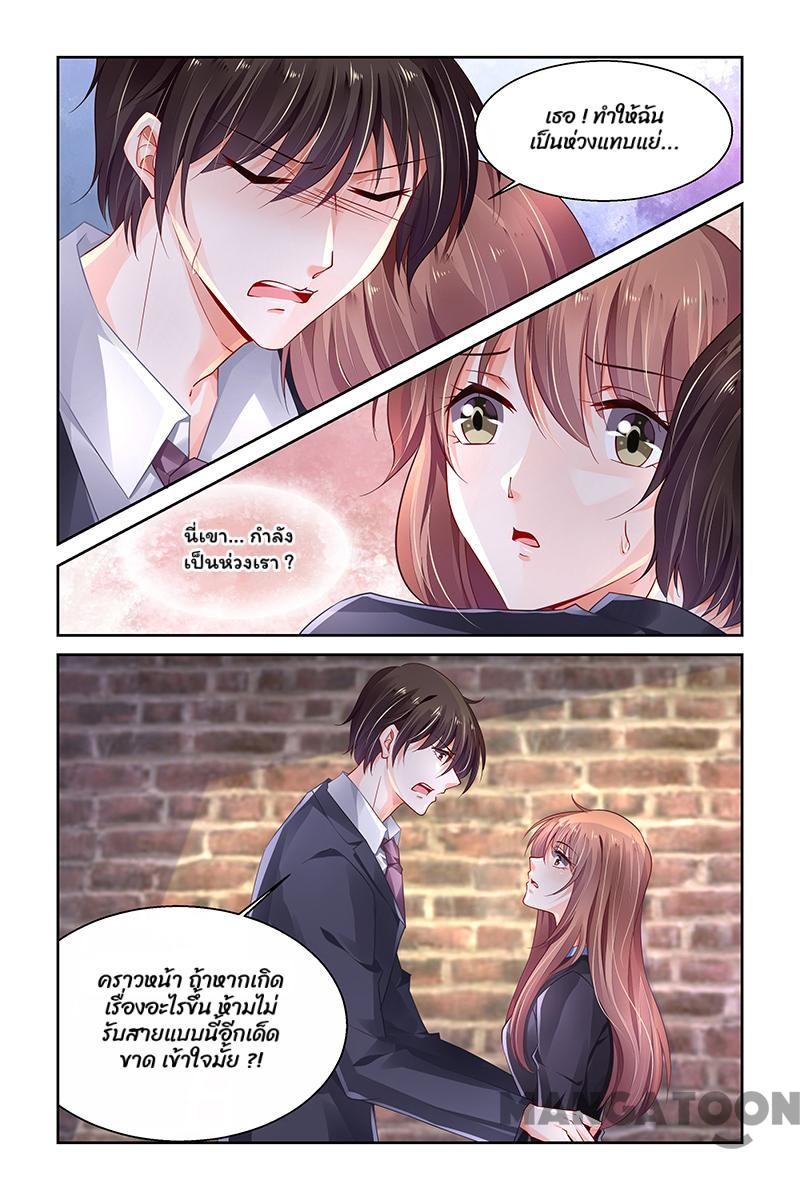 เธอ ! ทำให้ฉัน
เป็นห่วงแทบแย่...
นี่เขา... กำลัง
เป็นห่วงเรา ?
คราวหน้า ถ้าหากเกิด
เรื่องอะไรขึ้น ห้ามไม่
รับสายแบบนี้อีกเด็ด
ขาด เข้าใจมั้ย ?!
MANGATOON